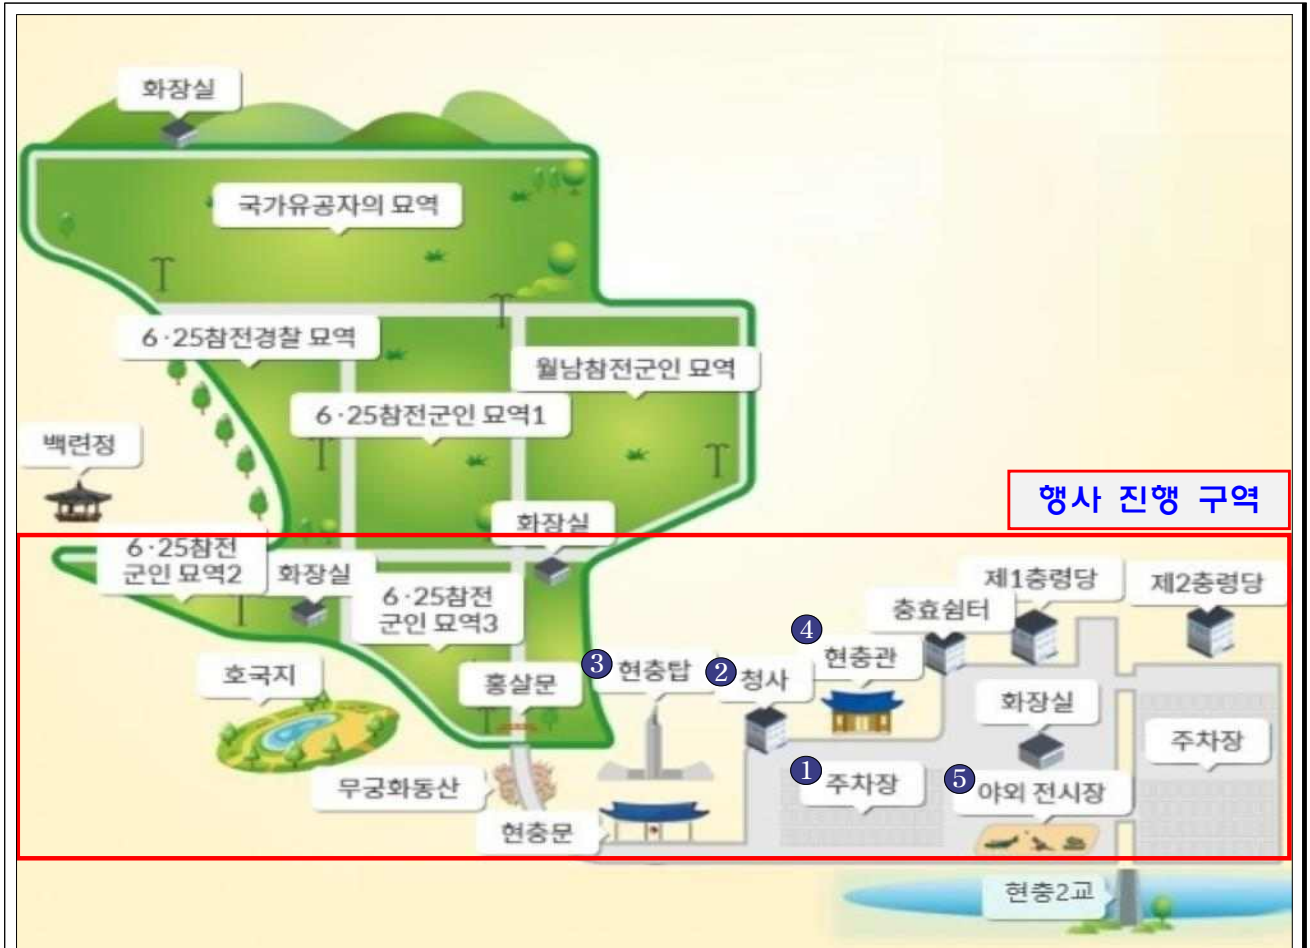 화장실
국가유공자의 묘역
6·25참전경찰 묘역
월남참전군인 묘역
6·25참전군인 묘역1
백련정
행사 진행 구역
화장실
6·25참전
군인 묘역2
화장실
6·25참전
군인 묘역3
제1충령당
제2충령당
충효쉼터
4 현충관
3 현충탑
2 청사
호국지
홍살문
화장실
주차장
1 주차장
5 야외 전시장
무궁화동산
현충문
현충2교